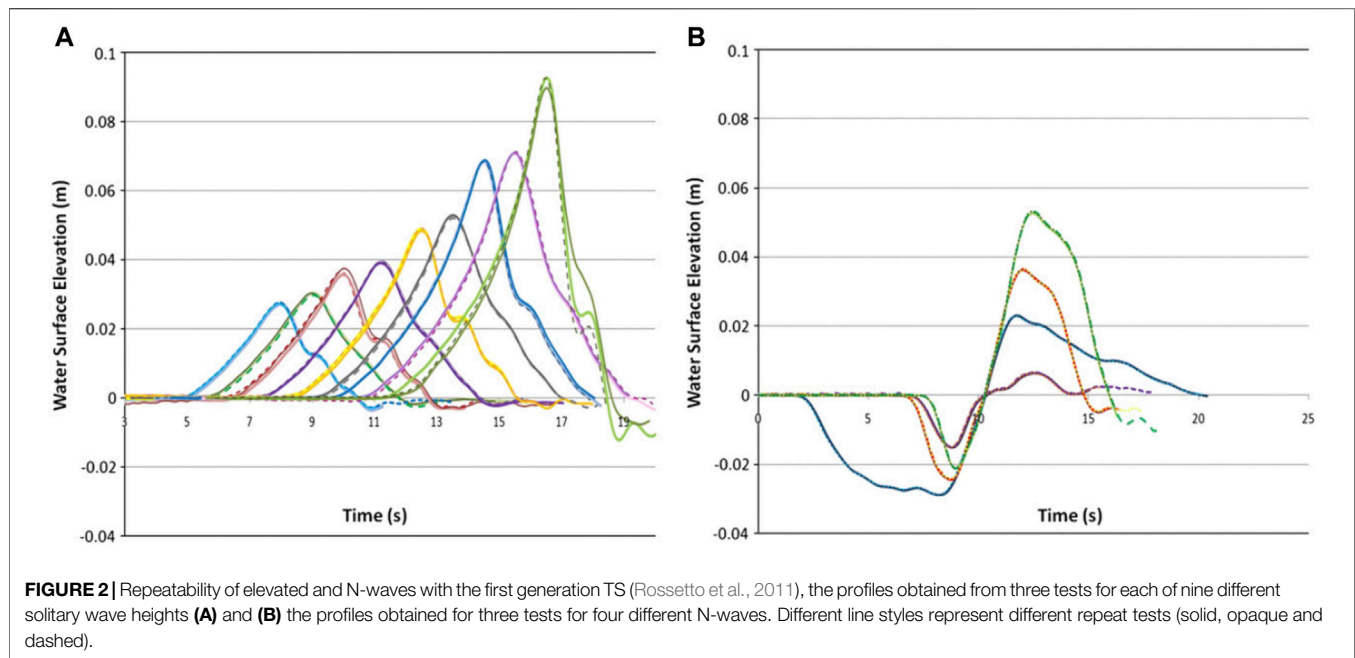 A
B
0.1
0.08
0.06
0.04
0.02
0
-0.02
-0.04
Water Surface Elevation (m)
3 5 7 9 11 13 15 17 19
Time (s)
0.1
0.08
0.06
0.04
0.02
0
-0.02
-0.04
Water Surface Elevation (m)
0 5 10 15 20 25
Time (s)
FIGURE 2 | Repeatability of elevated and N-waves with the first generation TS (Rossetto et al., 2011), the profiles obtained from three tests for each of nine different
solitary wave heights (A) and (B) the profiles obtained for three tests for four different N-waves. Different line styles represent different repeat tests (solid, opaque and
dashed).